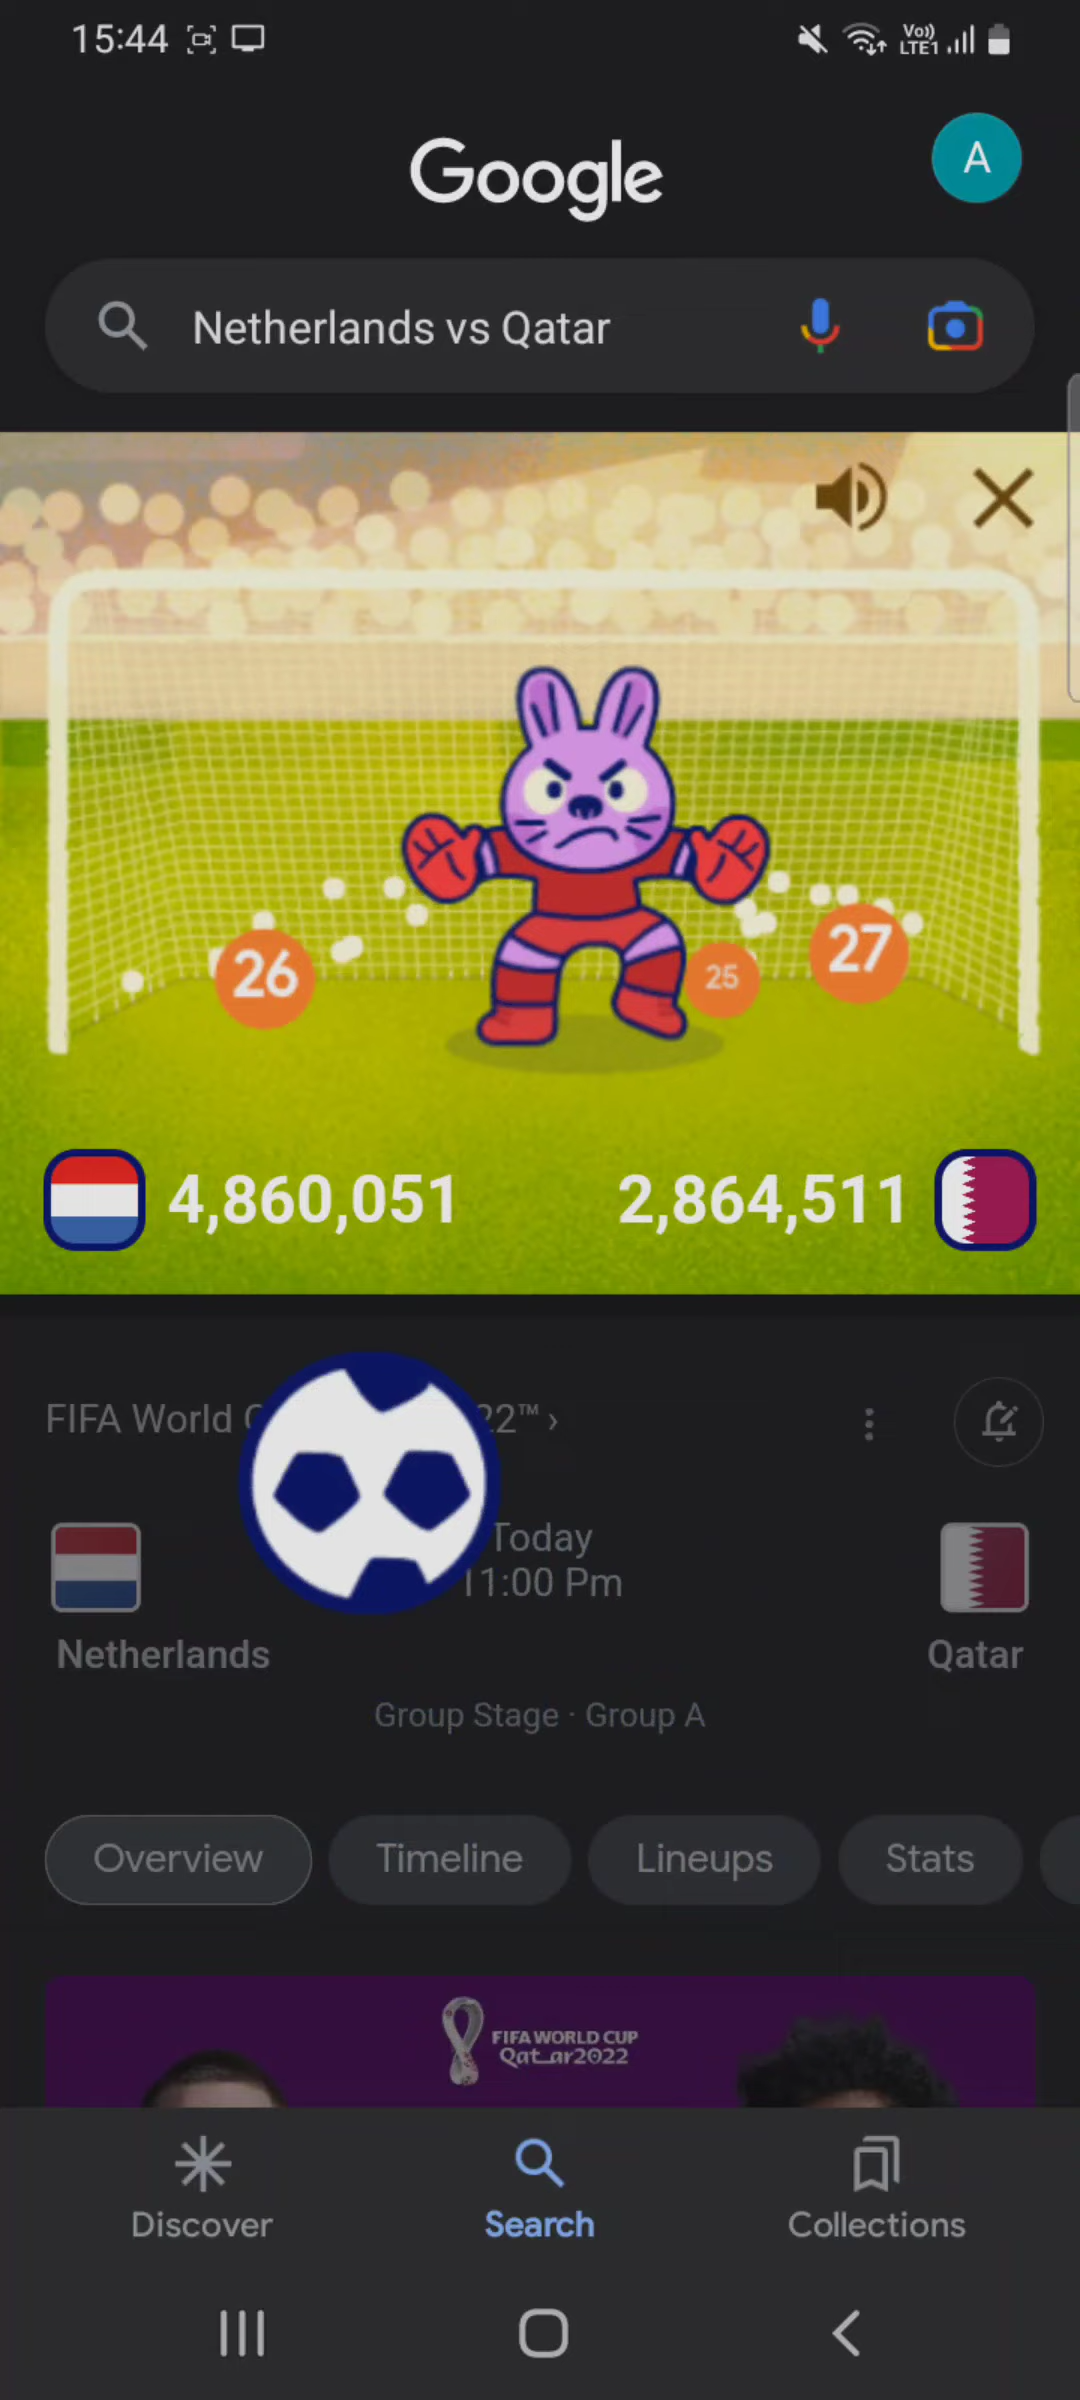 15:44
Vo))
LTE1
Google
A
Netherlands vs Qatar
26
25
27
4,860,051
2,864,511
FIFA World C
22™ ›
Today
11:00 Pm
Netherlands
Qatar
Group Stage · Group A
Overview
Timeline
Lineups
Stats
FIFA WORLD CUP
Qatar2022
Discover
Search
Collections